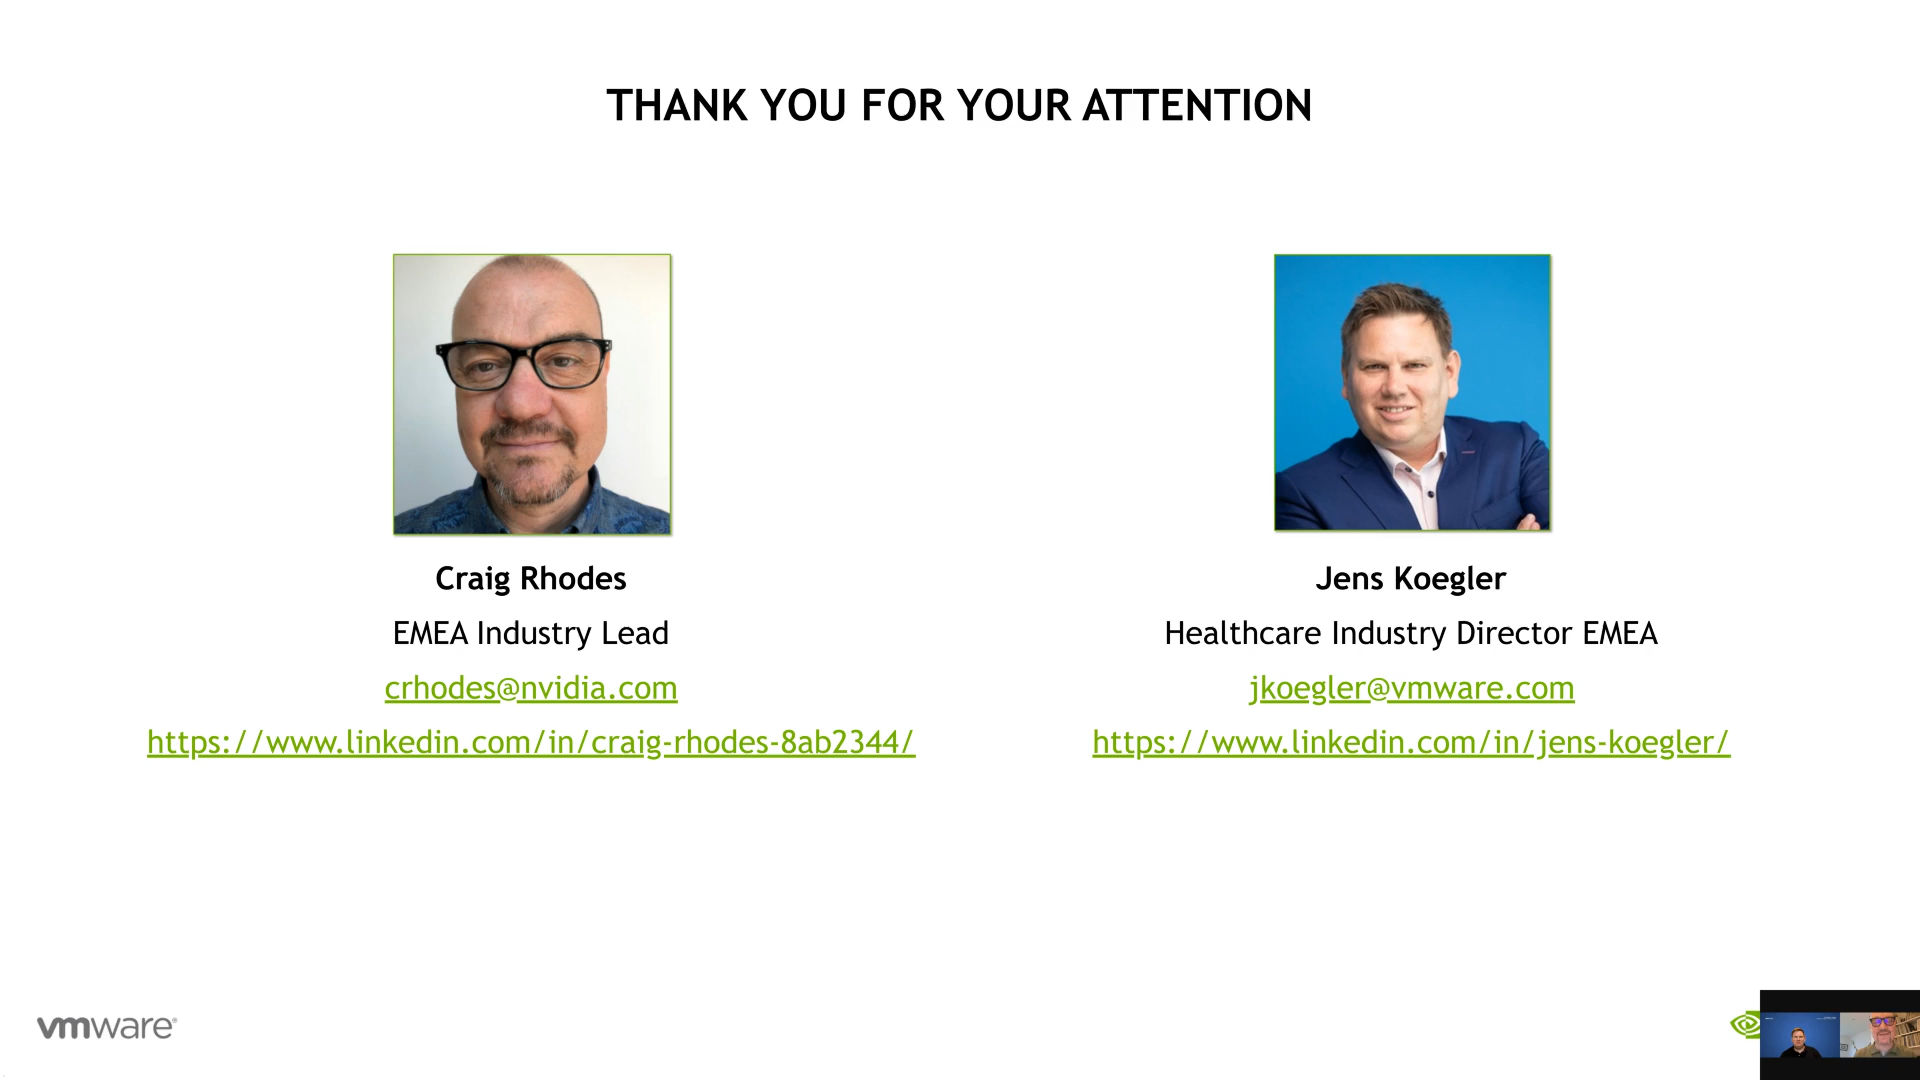 THANK YOU FOR YOUR ATTENTION
Craig Rhodes
EMEA Industry Lead
crhodes@nvidia.com
https://www.linkedin.com/in/craig-rhodes-8ab2344/
Jens Koegler
Healthcare Industry Director EMEA
jkoegler@vmware.com
https://www.linkedin.com/in/jens-koegler/
vmware®